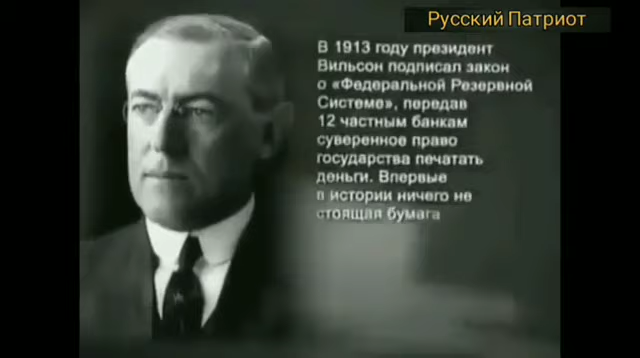 Русский Патриот
В 1913 году президент
Вильсон подписал закон
о «Федеральной Резервной
Системе», передав
12 частным банкам
суверенное право
государства печатать
деньги. Впервые
в истории ничего не
стоящая бумага